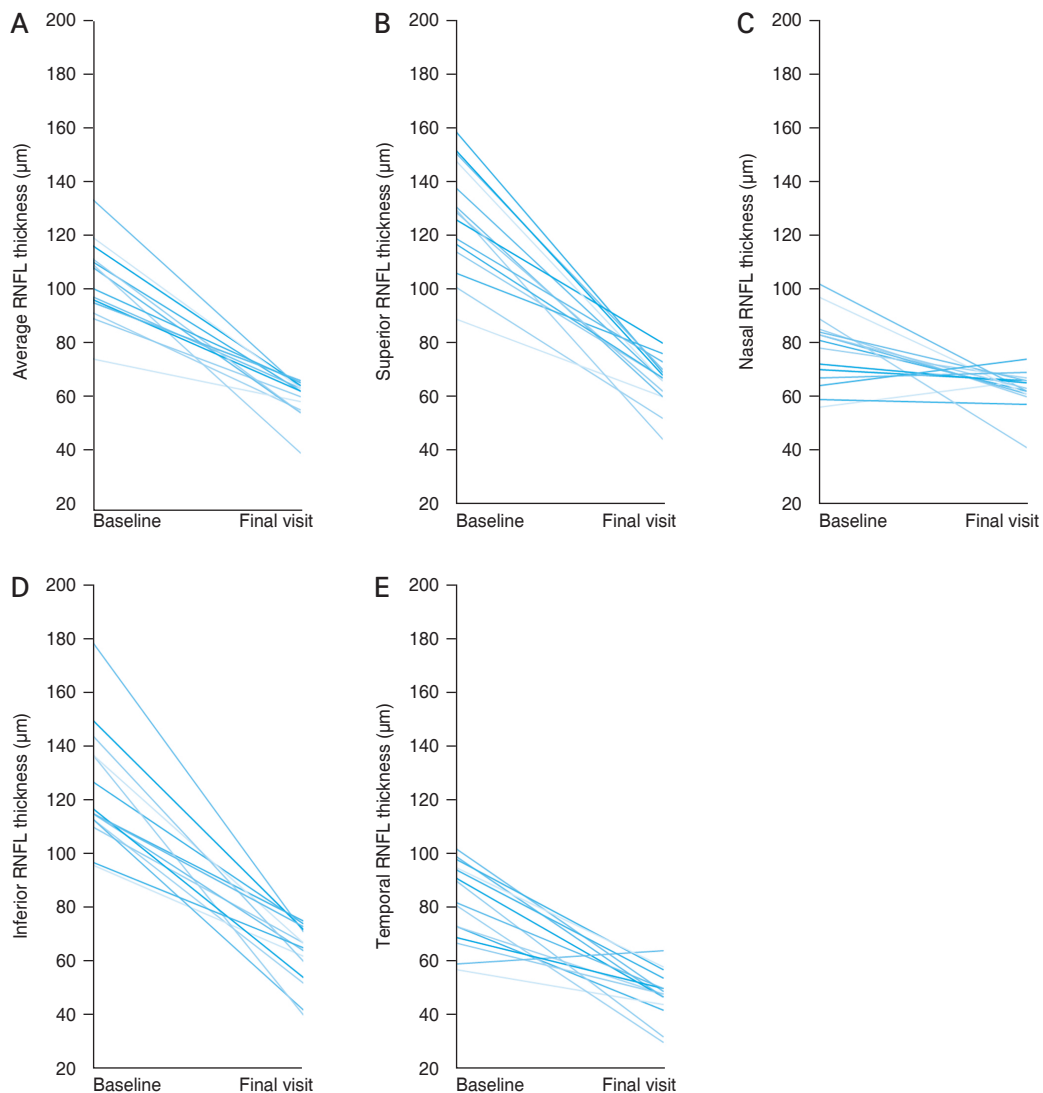 A
200
180
160
140
120
100
80
60
40
20
Average RNFL thickness (µm)
Baseline
Final visit
B
200
180
160
140
120
100
80
60
40
20
Superior RNFL thickness (µm)
Baseline
Final visit
C
200
180
160
140
120
100
80
60
40
20
Nasal RNFL thickness (µm)
Baseline
Final visit
D
200
180
160
140
120
100
80
60
40
20
Inferior RNFL thickness (µm)
Baseline
Final visit
E
200
180
160
140
120
100
80
60
40
20
Temporal RNFL thickness (µm)
Baseline
Final visit